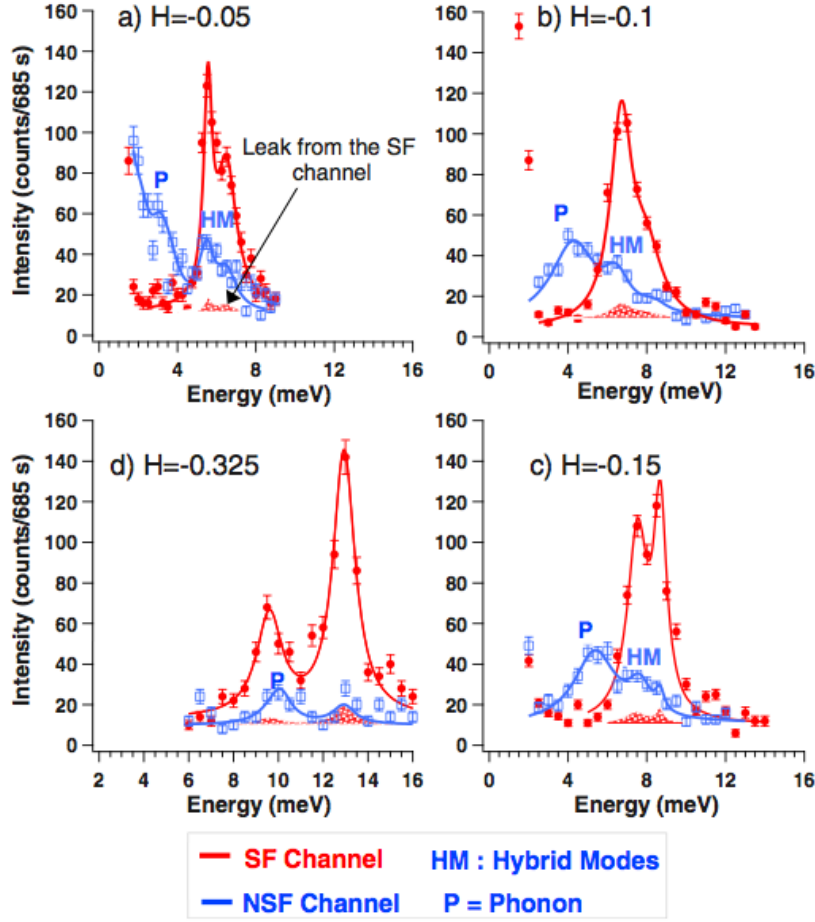 a) H=-0.05
160
140
120
100
80
60
40
20
0
Intensity (counts/685 s)
P
HM
Leak from the SF
channel
0
4
8
12
16
Energy (meV)
b) H=-0.1
160
140
120
100
80
60
40
20
0
P
HM
0
4
8
12
16
Energy (meV)
d) H=-0.325
160
140
120
100
80
60
40
20
0
Intensity (counts/685 s)
P
2
4
6
8
10
12
14
16
Energy (meV)
c) H=-0.15
160
140
120
100
80
60
40
20
0
P
HM
0
4
8
12
16
Energy (meV)
SF Channel
HM : Hybrid Modes
NSF Channel
P = Phonon